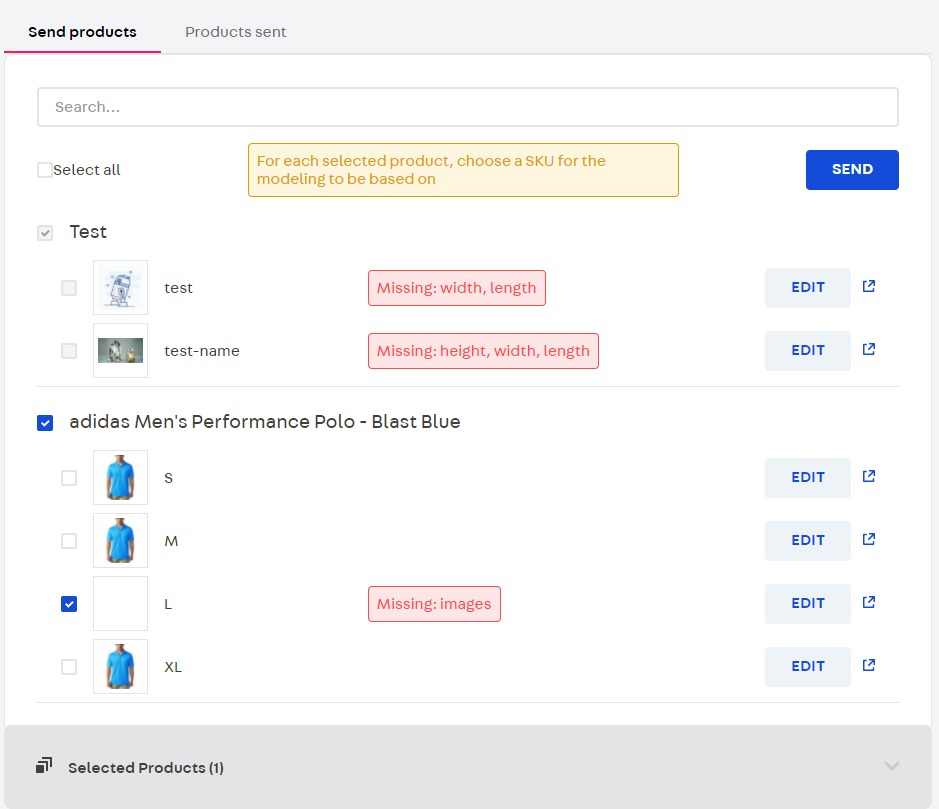 Send products
Products sent
Search...
Select all
For each selected product, choose a SKU for the
modeling to be based on
SEND
Test
test
Missing: width, length
EDIT
test-name
Missing: height, width, length
EDIT
adidas Men's Performance Polo - Blast Blue
S
EDIT
M
EDIT
L
Missing: images
EDIT
XL
EDIT
Selected Products (1)